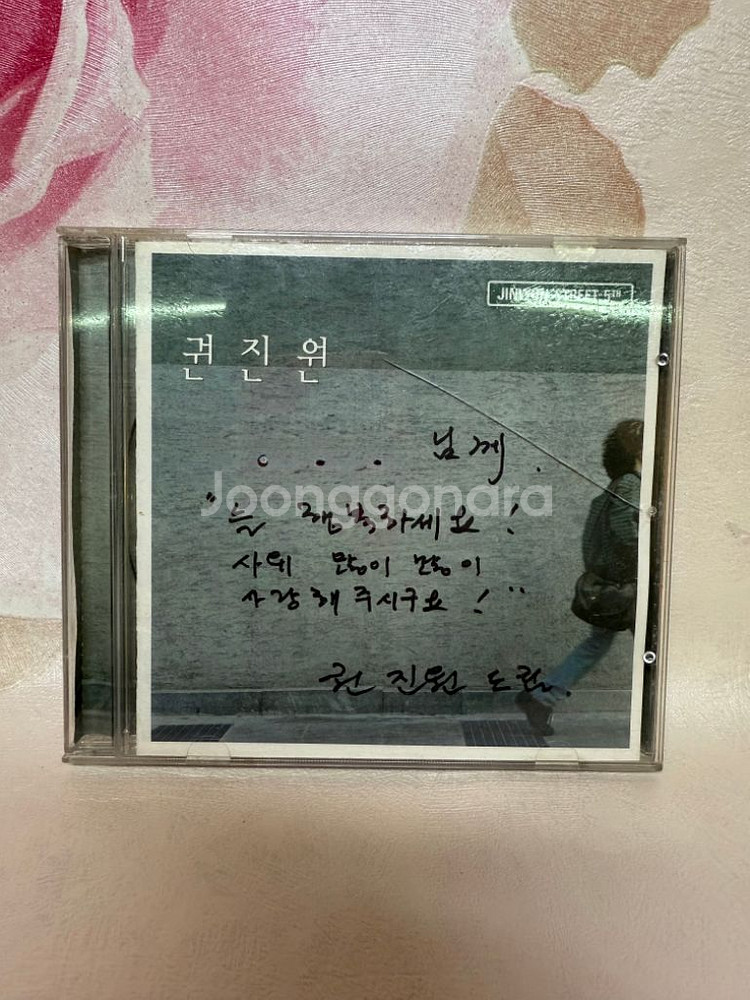 JINWON STREET 5TH
권진원
. . . 님께.
Joonggonara
"늘 행복하세요!
사위 많이 많이
사랑해 주시구요!"
권진원 드림.